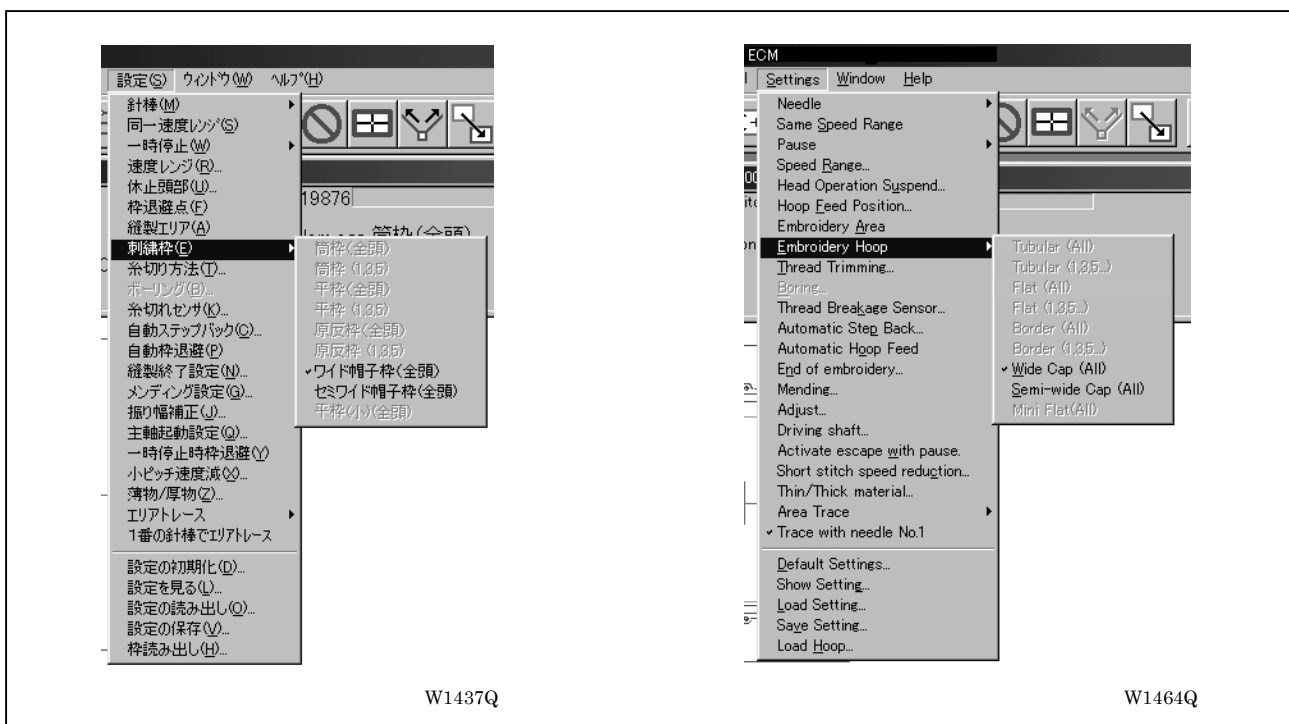 設定(S) ウィンドウ(W) ヘルプ(H)
針棒(M)
同一速度レンジ(S)
一時停止(W)
速度レンジ(R)...
休止頭部(U)...
枠退避点(F)
縫製エリア(A)
刺繍枠(E)
糸切り方法(T)...
ボーリング(B)...
糸切れセンサ(K)...
自動ステップバック(C)...
自動枠退避(P)
縫製終了設定(N)...
メンディング設定(G)...
振り幅補正(J)...
主軸起動設定(Q)...
一時停止時枠退避(Y)
小ピッチ速度減(X)...
薄物/厚物(Z)...
エリアトレース
1番の針棒でエリアトレース
設定の初期化(D)...
設定を見る(L)...
設定の読み出し(O)...
設定の保存(V)...
枠読み出し(H)...
19876
筒枠(全頭)
筒枠(全頭)
筒枠 (1,3,5)
平枠(全頭)
平枠 (1,3,5)
原反枠(全頭)
原反枠 (1,3,5)
✓ワイド帽子枠(全頭)
セミワイド帽子枠(全頭)
平枠(小)(全頭)
W1437Q
ECM
Settings Window Help
Needle
Same Speed Range
Pause
Speed Range...
Head Operation Suspend...
Hoop Feed Position...
Embroidery Area
Embroidery Hoop
Thread Trimming...
Boring...
Thread Breakage Sensor...
Automatic Step Back...
Automatic Hoop Feed
End of embroidery...
Mending...
Adjust...
Driving shaft...
Activate escape with pause.
Short stitch speed reduction...
Thin/Thick material...
Area Trace
✓Trace with needle No.1
Default Settings...
Show Setting...
Load Setting...
Save Setting...
Load Hoop...
Tubular (All)
Tubular (1,3,5...)
Flat (All)
Flat (1,3,5...)
Border (All)
Border (1,3,5...)
✓Wide Cap (All)
Semi-wide Cap (All)
Mini Flat(All)
W1464Q